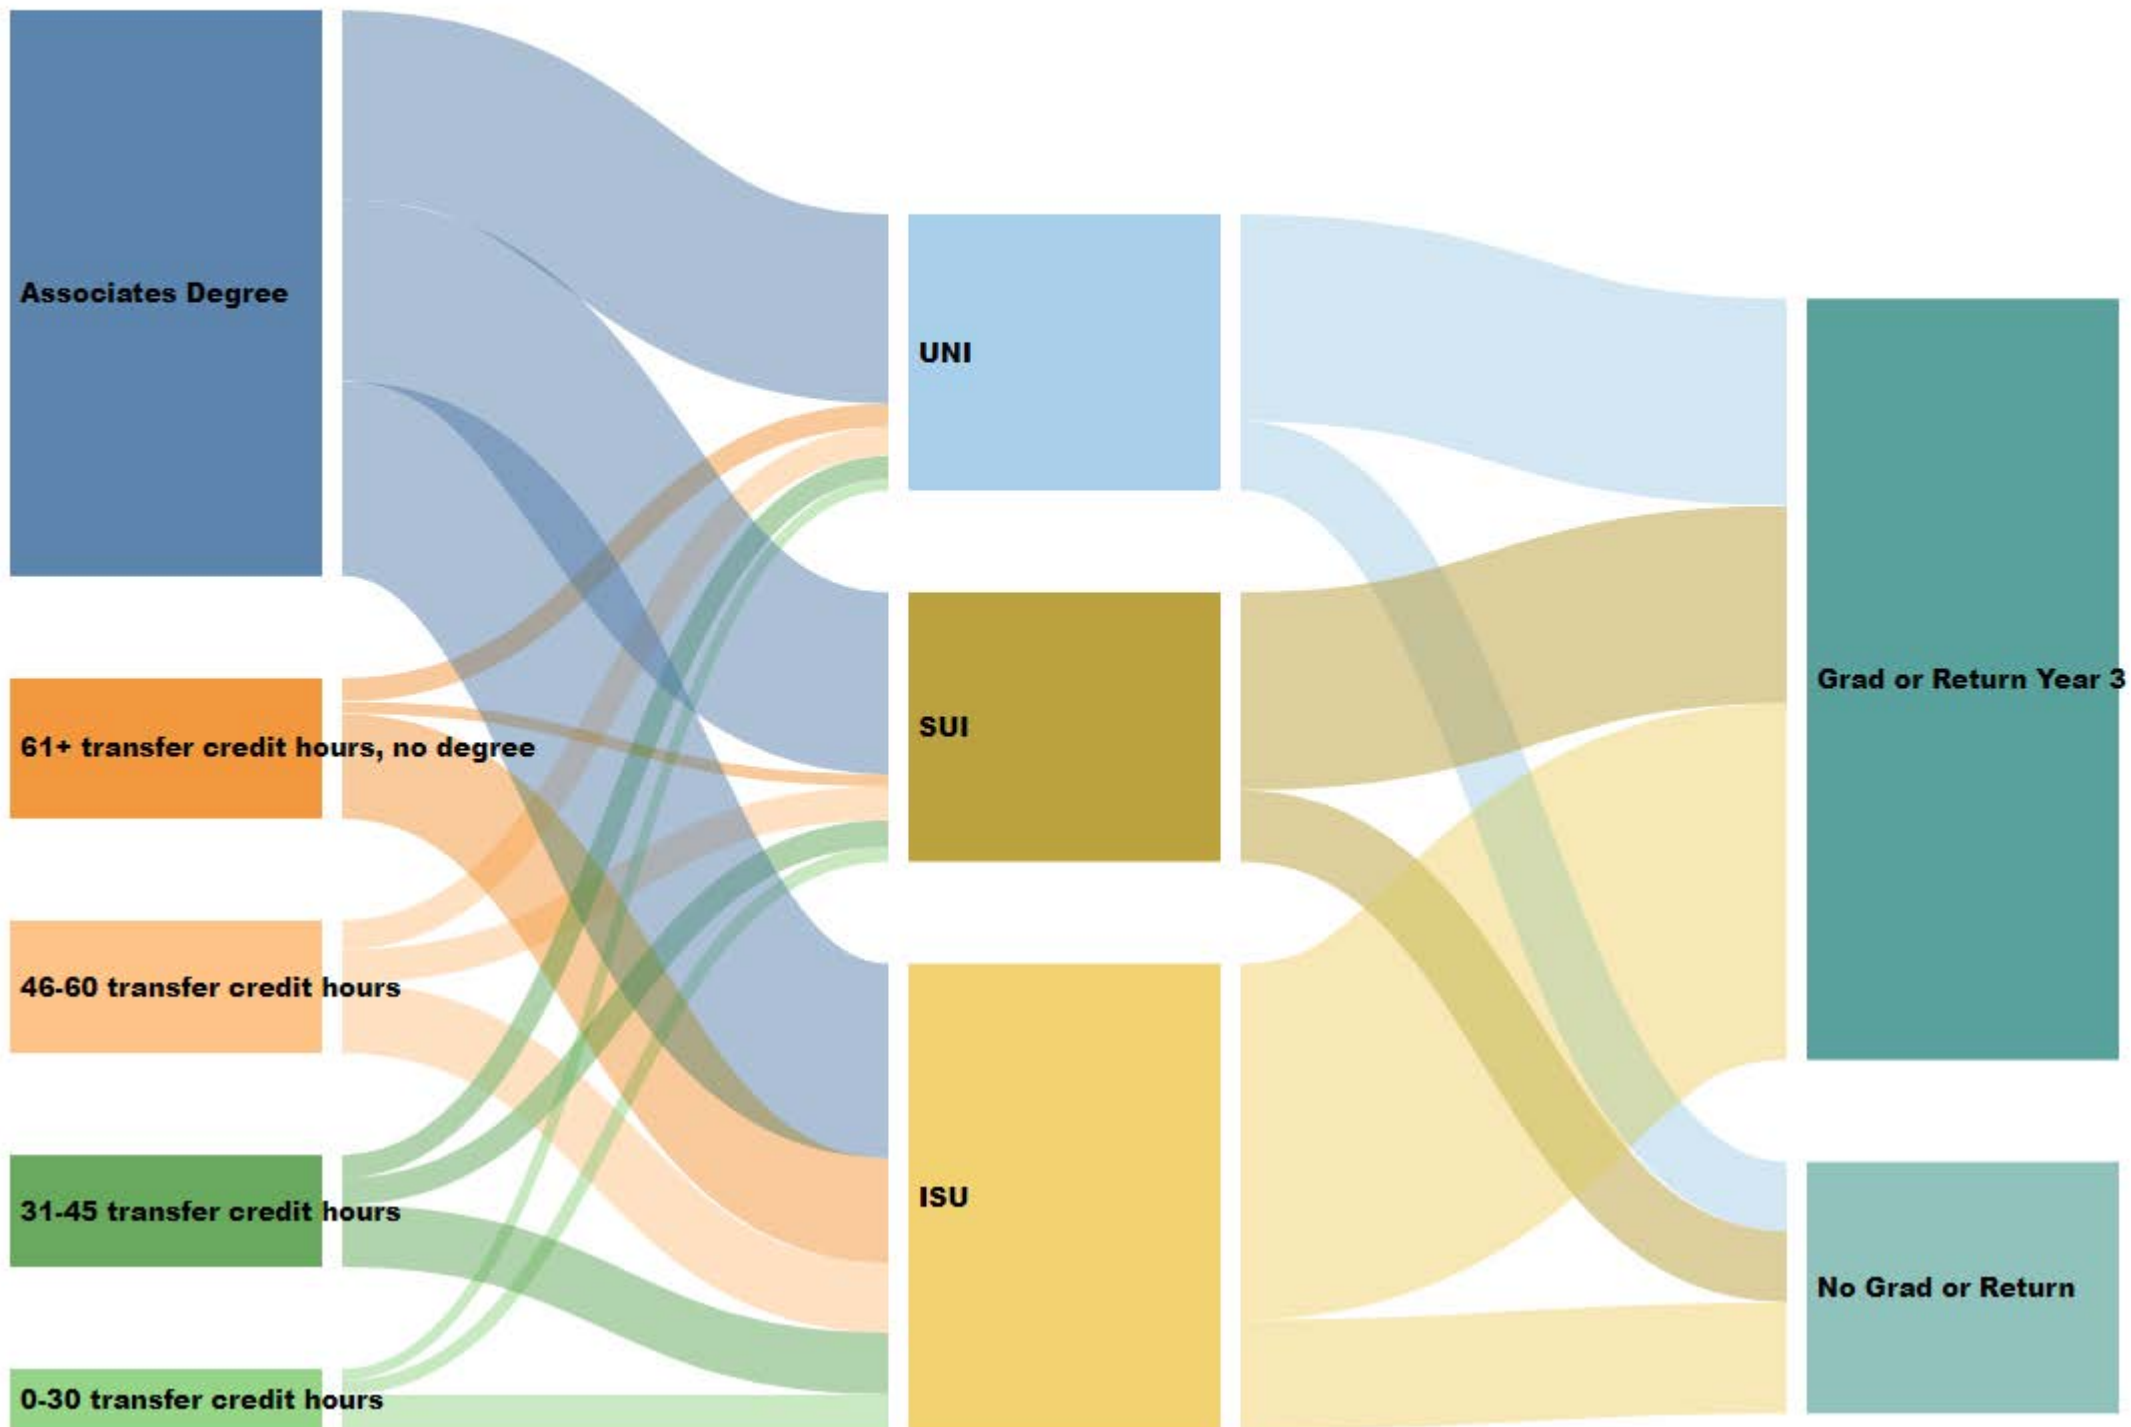 Associates Degree
61+ transfer credit hours, no degree
46-60 transfer credit hours
31-45 transfer credit hours
0-30 transfer credit hours
UNI
SUI
ISU
Grad or Return Year 3
No Grad or Return